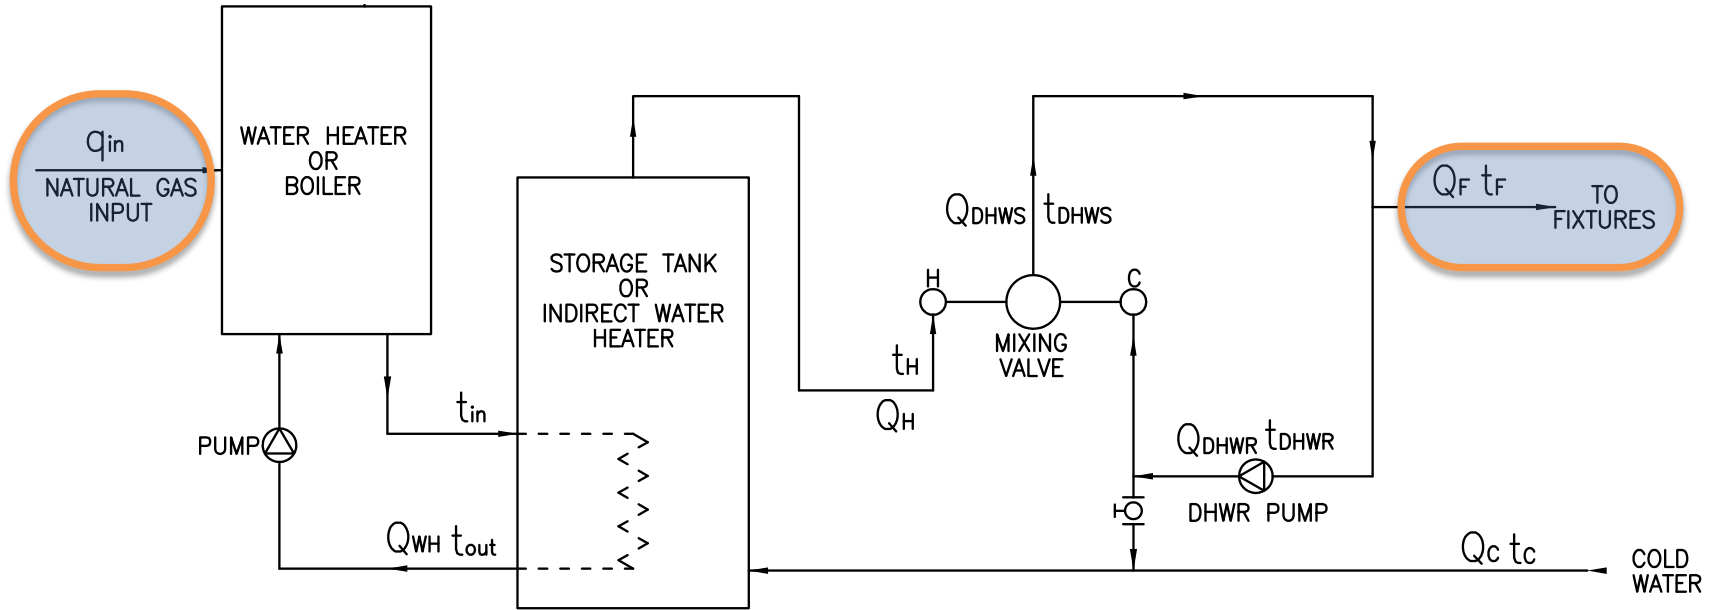 qin
NATURAL GAS
INPUT
WATER HEATER
OR
BOILER
STORAGE TANK
OR
INDIRECT WATER
HEATER
tin
PUMP
QWH tout
tH
QH
H
C
MIXING
VALVE
QDHWS tDHWS
QF tF
TO
FIXTURES
QDHWR tDHWR
DHWR PUMP
QC tC
COLD
WATER